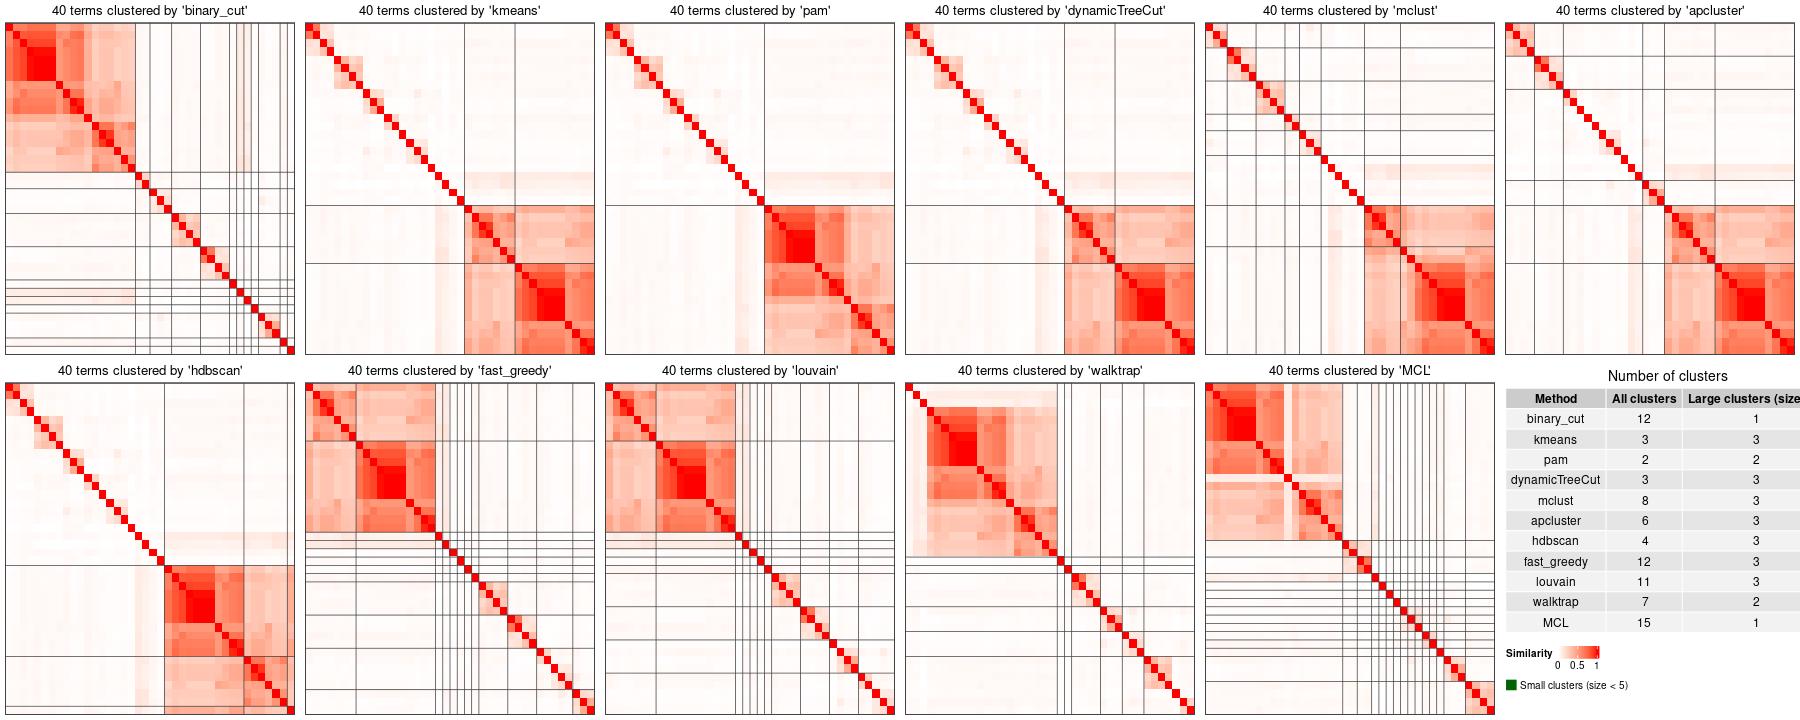 40 terms clustered by 'binary_cut'
40 terms clustered by 'kmeans'
40 terms clustered by 'pam'
40 terms clustered by 'dynamicTreeCut'
40 terms clustered by 'mclust'
40 terms clustered by 'apcluster'
40 terms clustered by 'hdbscan'
40 terms clustered by 'fast_greedy'
40 terms clustered by 'louvain'
40 terms clustered by 'walktrap'
40 terms clustered by 'MCL'
Number of clusters
Method All clusters Large clusters (size
binary_cut 12 1
kmeans 3 3
pam 2 2
dynamicTreeCut 3 3
mclust 8 3
apcluster 6 3
hdbscan 4 3
fast_greedy 12 3
louvain 11 3
walktrap 7 2
MCL 15 1
Similarity
0 0.5 1
Small clusters (size < 5)